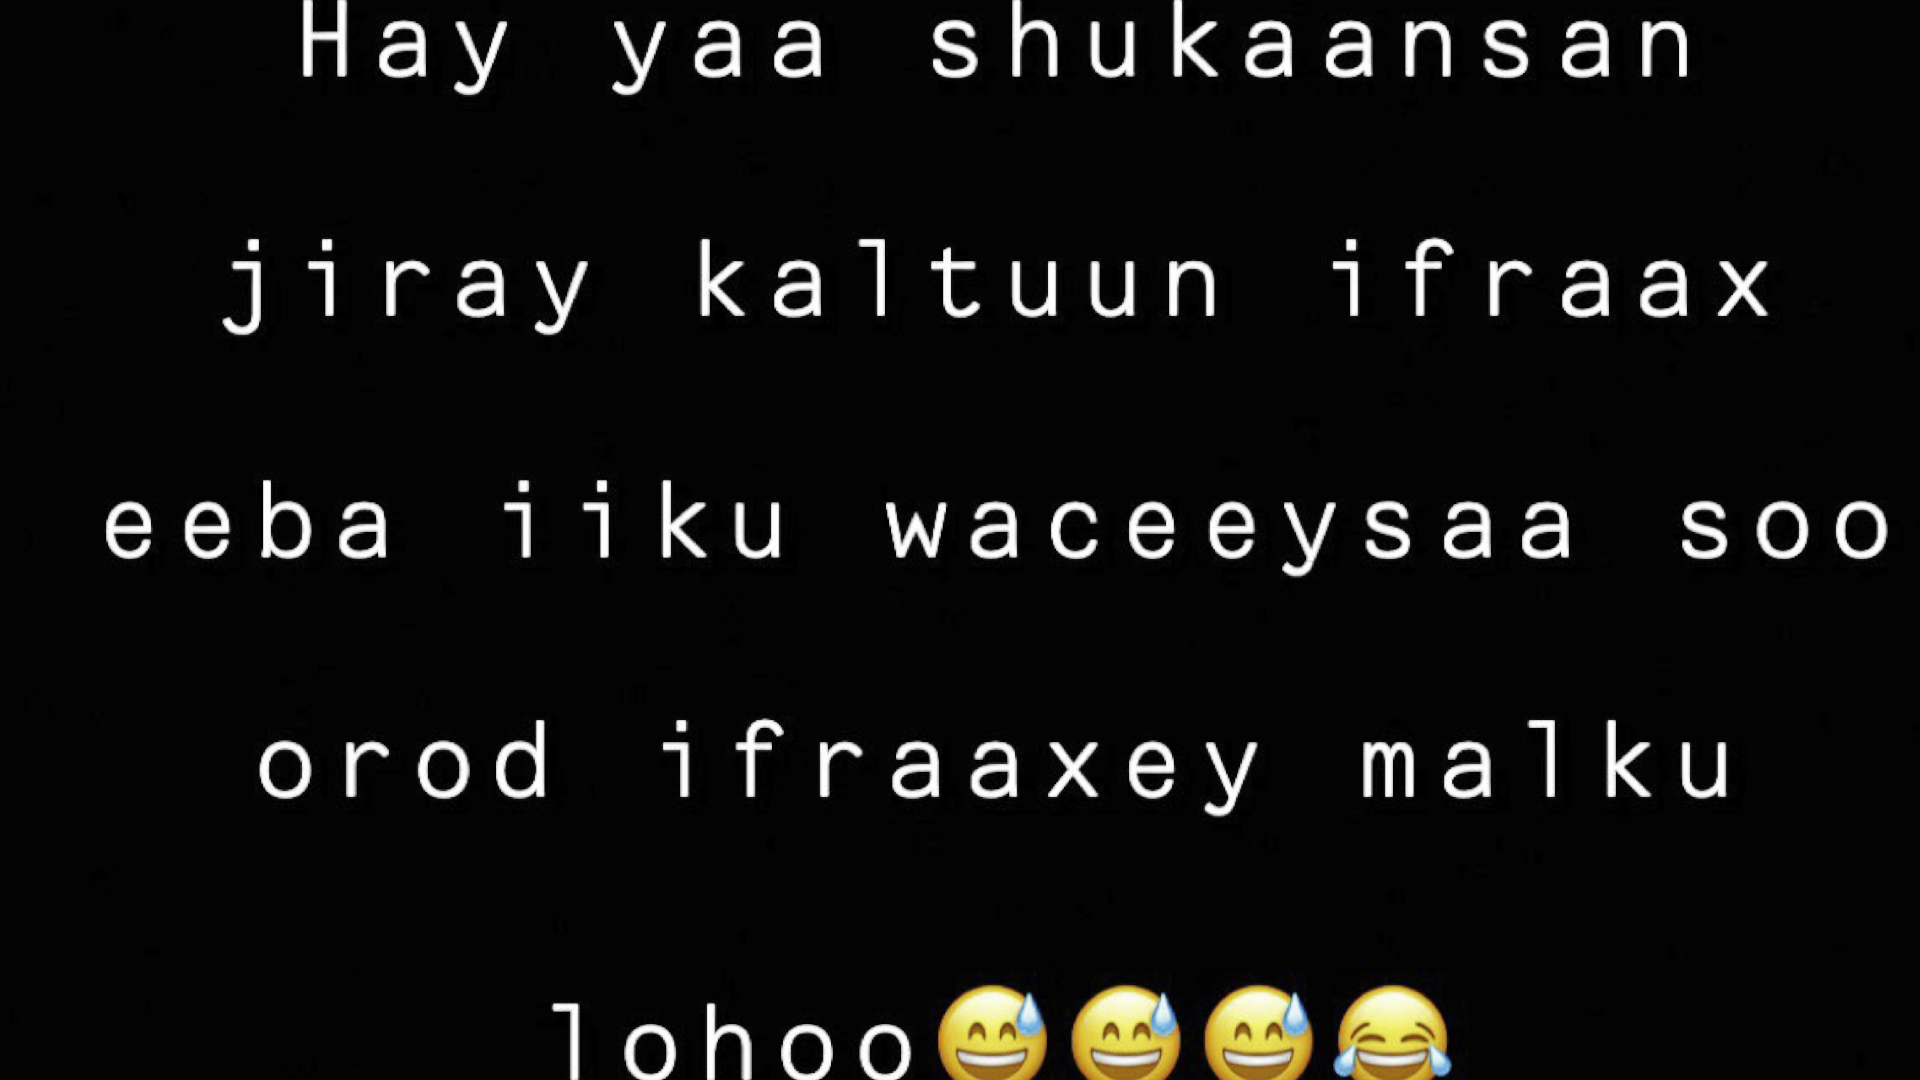 Hay yaa shukaansan
jiray kaltuun ifraax
eeba iiku waceeysaa soo
orod ifraaxey malku
lohoo😅😅😅😂